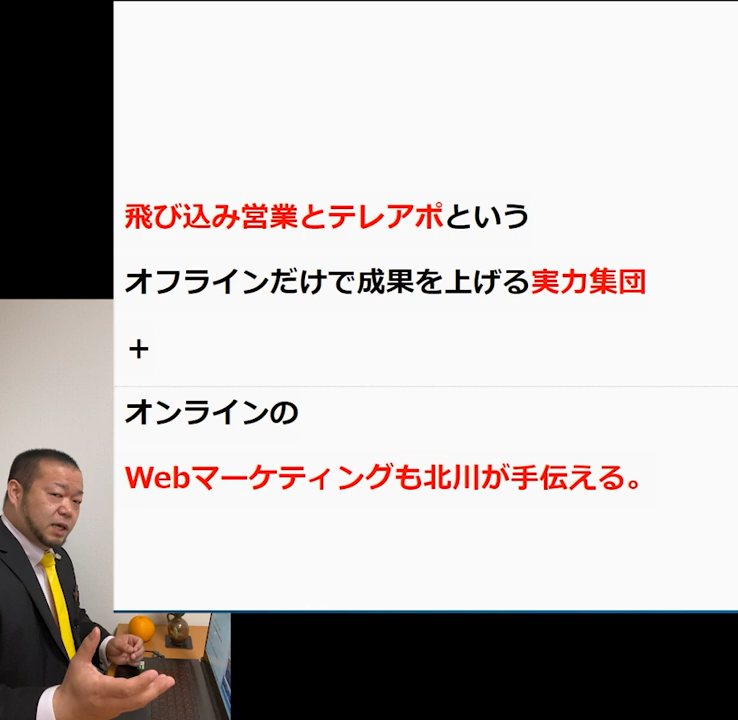 飛び込み営業とテレアポという
オフラインだけで成果を上げる実力集団
＋
オンラインの
Webマーケティングも北川が手伝える。